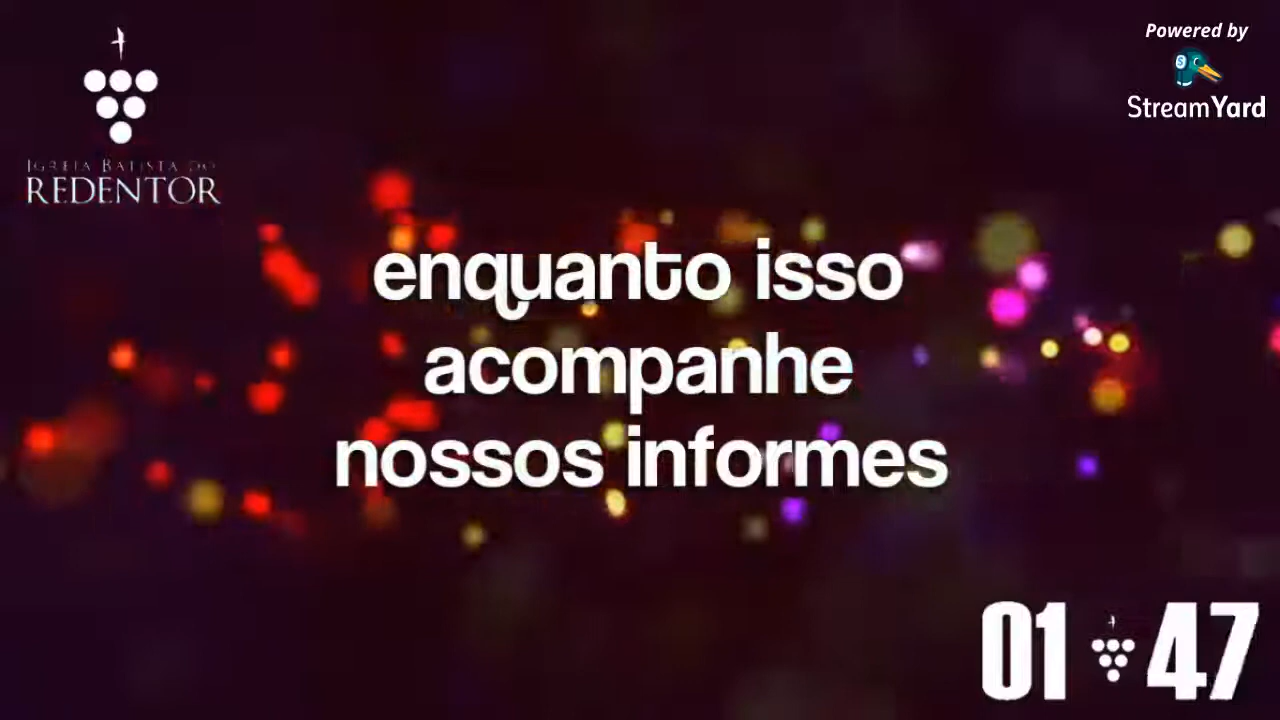 Powered by
StreamYard
IGREJA BATISTA DO
REDENTOR
enquanto isso
acompanhe
nossos informes
01 47